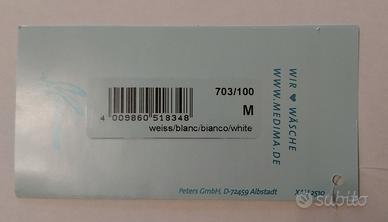 703/100
M
4 009860 518348
weiss/blanc/bianco/white
WIR ♥ WÄSCHE
WWW.MEDIMA.DE
Peters GmbH, D-72459 Albstadt
subito